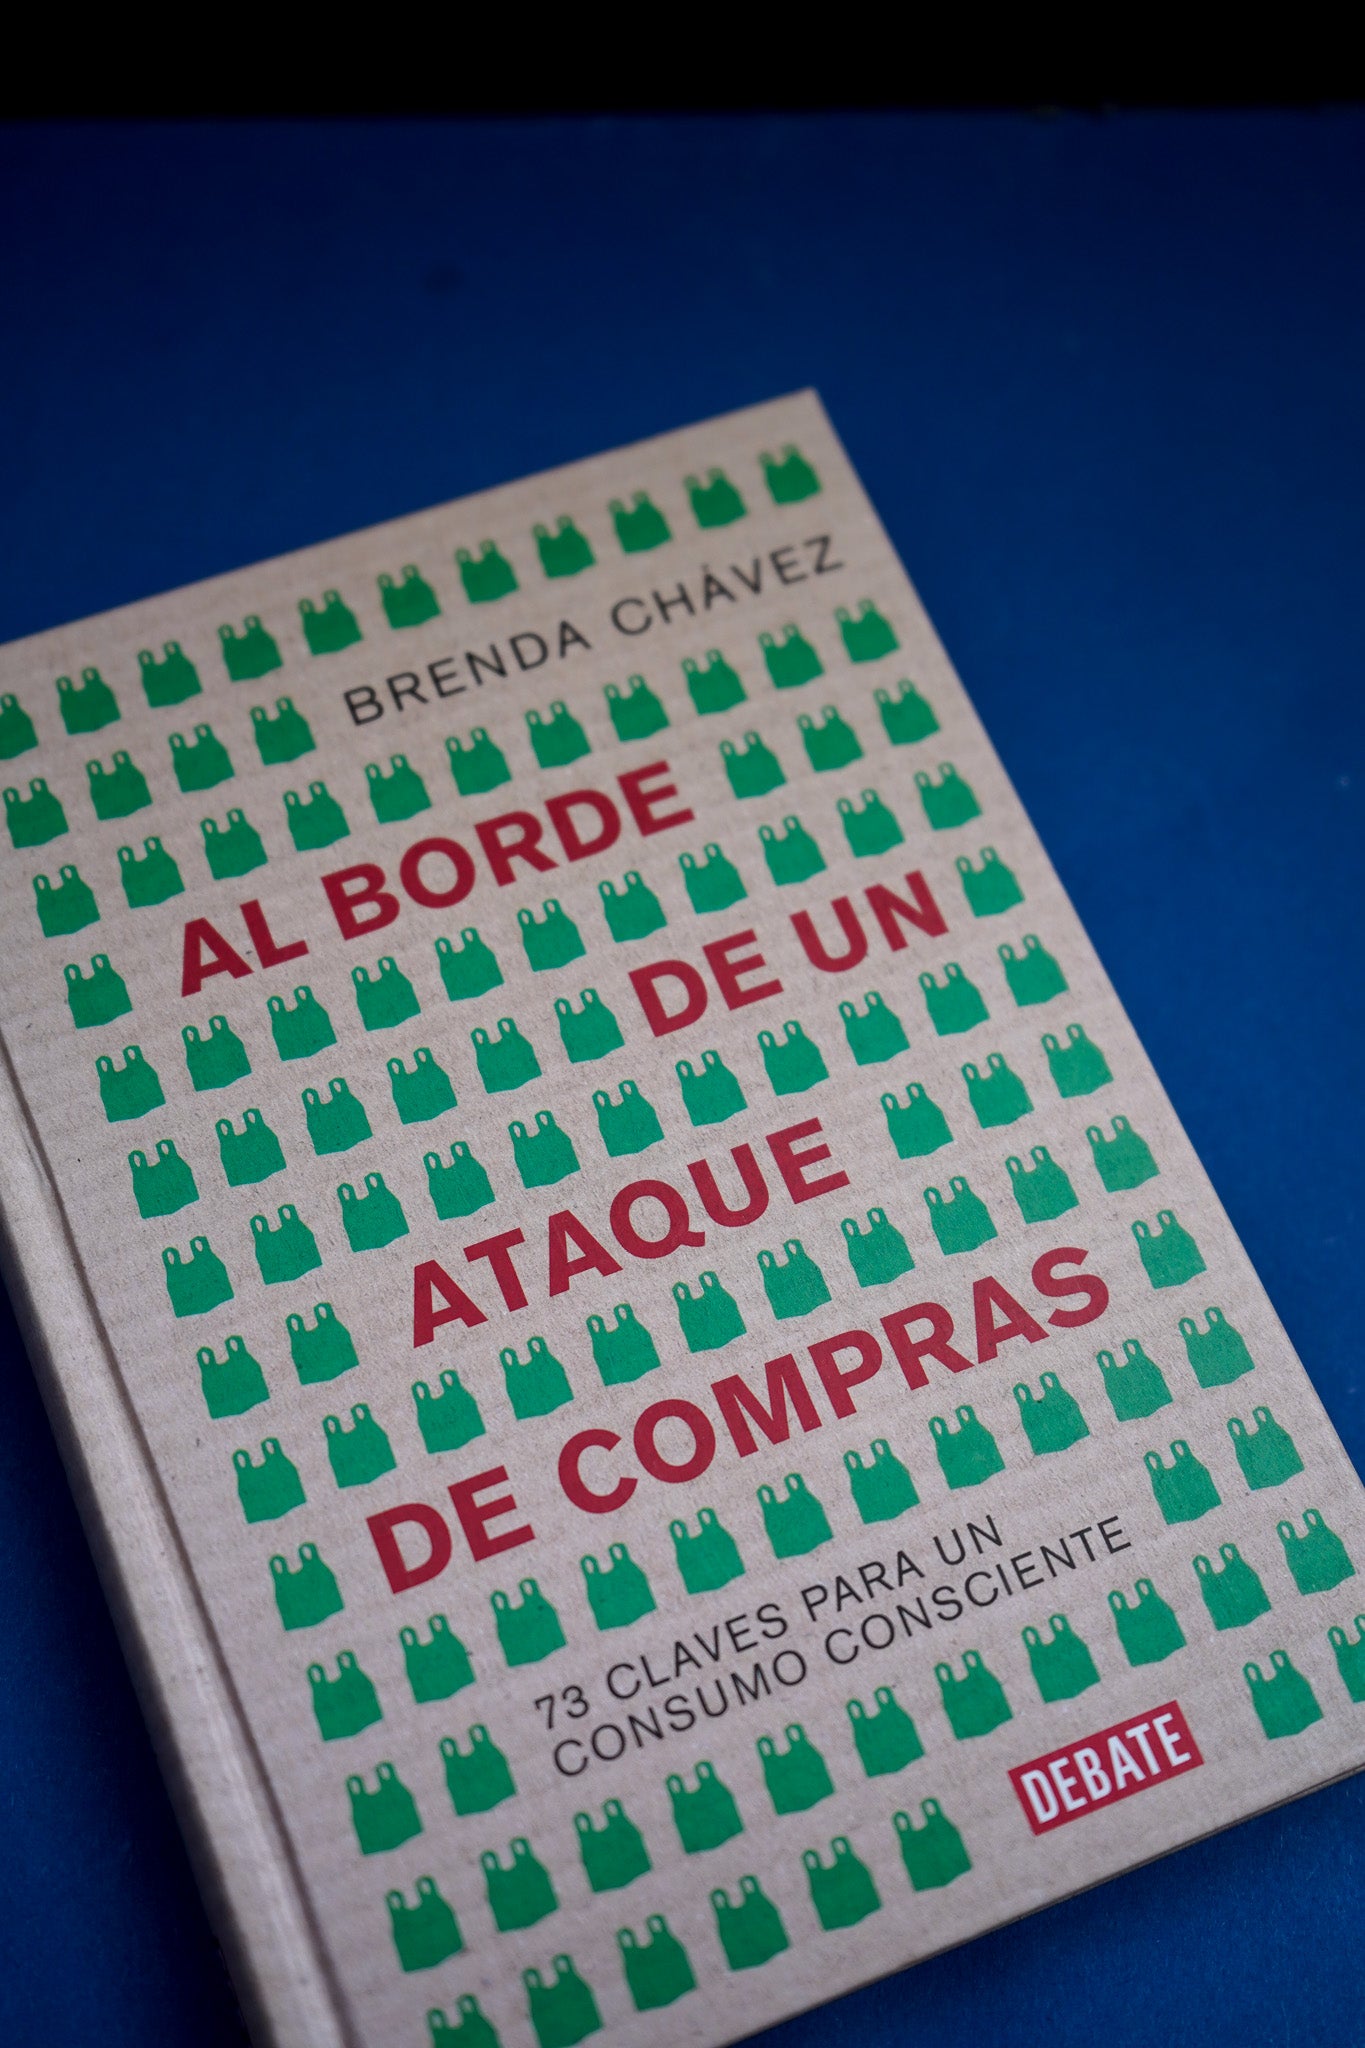 BRENDA CHÁVEZ
AL BORDE
DE UN
ATAQUE
DE COMPRAS
73 CLAVES PARA UN
CONSUMO CONSCIENTE
DEBATE